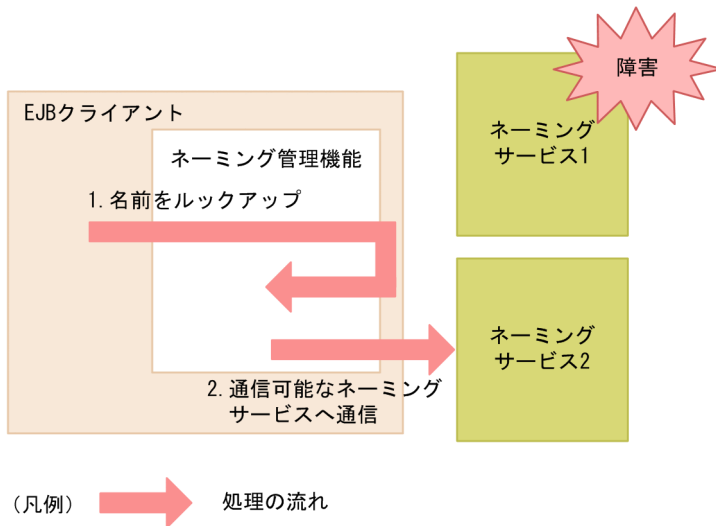 障害
EJBクライアント
ネーミング管理機能
ネーミング
サービス1
1.名前をルックアップ
ネーミング
サービス2
2.通信可能なネーミング
サービスへ通信
(凡例)
処理の流れ